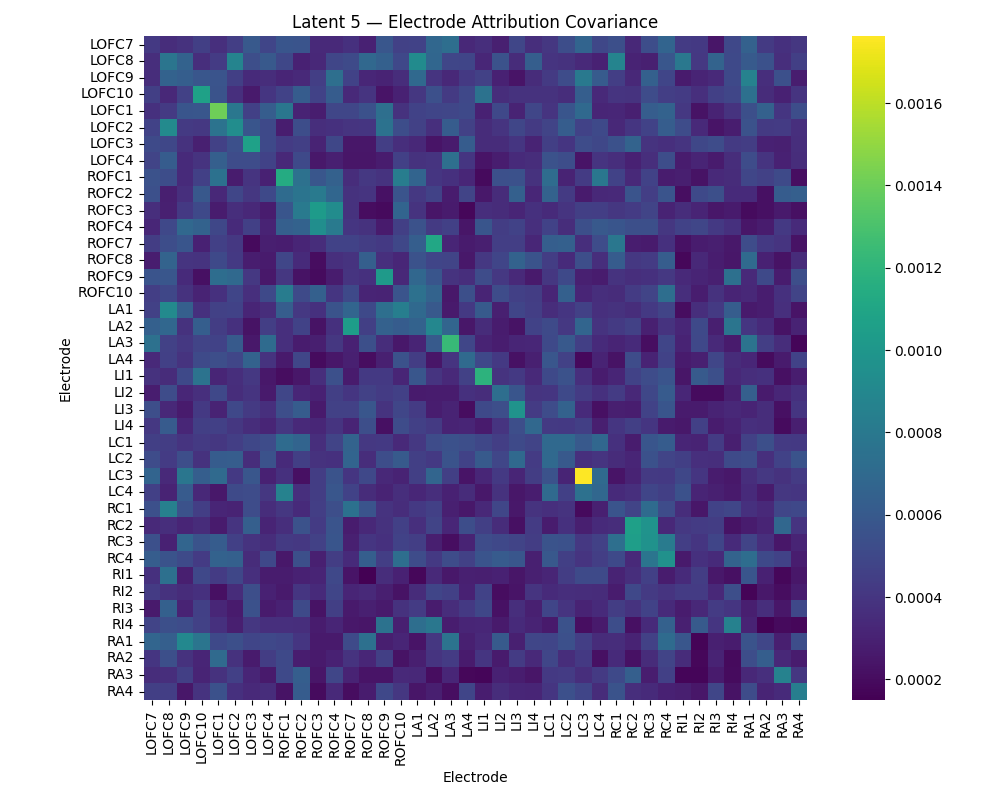 Latent 5 — Electrode Attribution Covariance
Electrode
LOFC7
LOFC8
LOFC9
LOFC10
LOFC1
LOFC2
LOFC3
LOFC4
ROFC1
ROFC2
ROFC3
ROFC4
ROFC7
ROFC8
ROFC9
ROFC10
LA1
LA2
LA3
LA4
LI1
LI2
LI3
LI4
LC1
LC2
LC3
LC4
RC1
RC2
RC3
RC4
RI1
RI2
RI3
RI4
RA1
RA2
RA3
RA4
LOFC7 LOFC8 LOFC9 LOFC10 LOFC1 LOFC2 LOFC3 LOFC4 ROFC1 ROFC2 ROFC3 ROFC4 ROFC7 ROFC8 ROFC9 ROFC10 LA1 LA2 LA3 LA4 LI1 LI2 LI3 LI4 LC1 LC2 LC3 LC4 RC1 RC2 RC3 RC4 RI1 RI2 RI3 RI4 RA1 RA2 RA3 RA4
Electrode
0.0016
0.0014
0.0012
0.0010
0.0008
0.0006
0.0004
0.0002